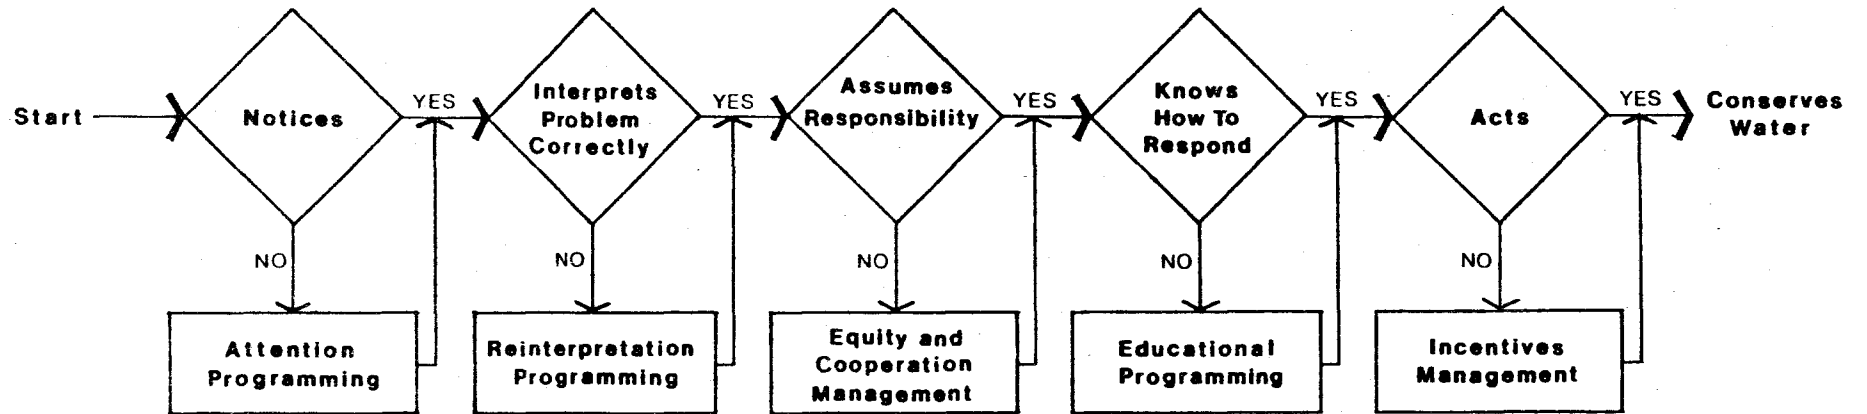 Start
Notices
YES
NO
Attention
Programming
Interprets
Problem
Correctly
YES
NO
Reinterpretation
Programming
Assumes
Responsibility
YES
NO
Equity and
Cooperation
Management
Knows
How To
Respond
YES
NO
Educational
Programming
Acts
YES
NO
Incentives
Management
Conserves
Water